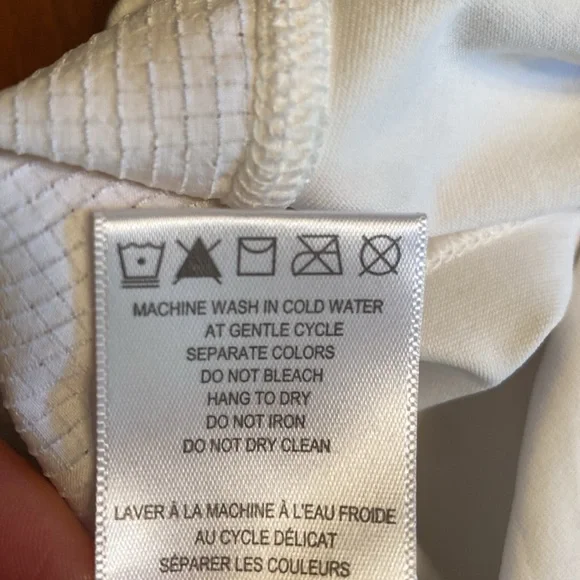 MACHINE WASH IN COLD WATER
AT GENTLE CYCLE
SEPARATE COLORS
DO NOT BLEACH
HANG TO DRY
DO NOT IRON
DO NOT DRY CLEAN
LAVER À LA MACHINE À L'EAU FROIDE
AU CYCLE DÉLICAT
SÉPARER LES COULEURS